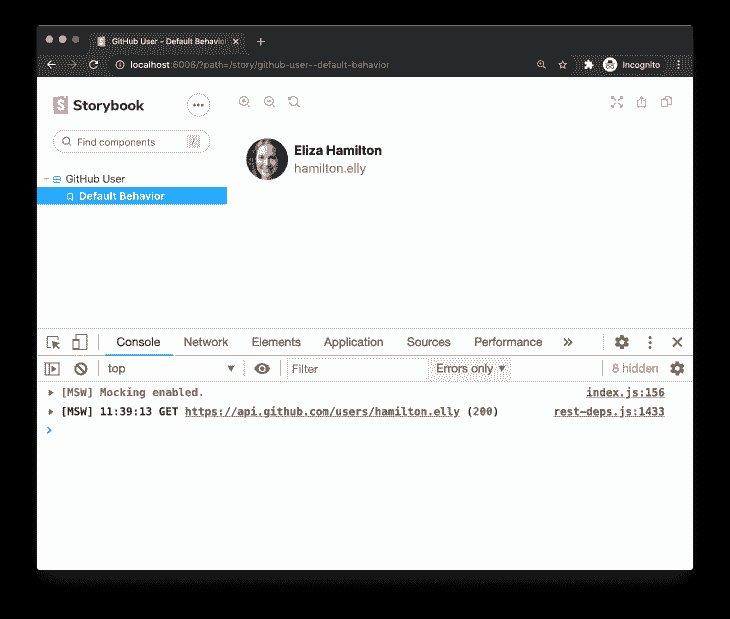 GitHub User - Default Behavio
localhost:6006/?path=/story/github-user--default-behavior
Incognito
Storybook
Find components
/
GitHub User
Default Behavior
Eliza Hamilton
hamilton.elly
Console Network Elements Application Sources Performance
top Filter Errors only 8 hidden
[MSW] Mocking enabled. index.js:156
[MSW] 11:39:13 GET https://api.github.com/users/hamilton.elly (200) rest-deps.js:1433